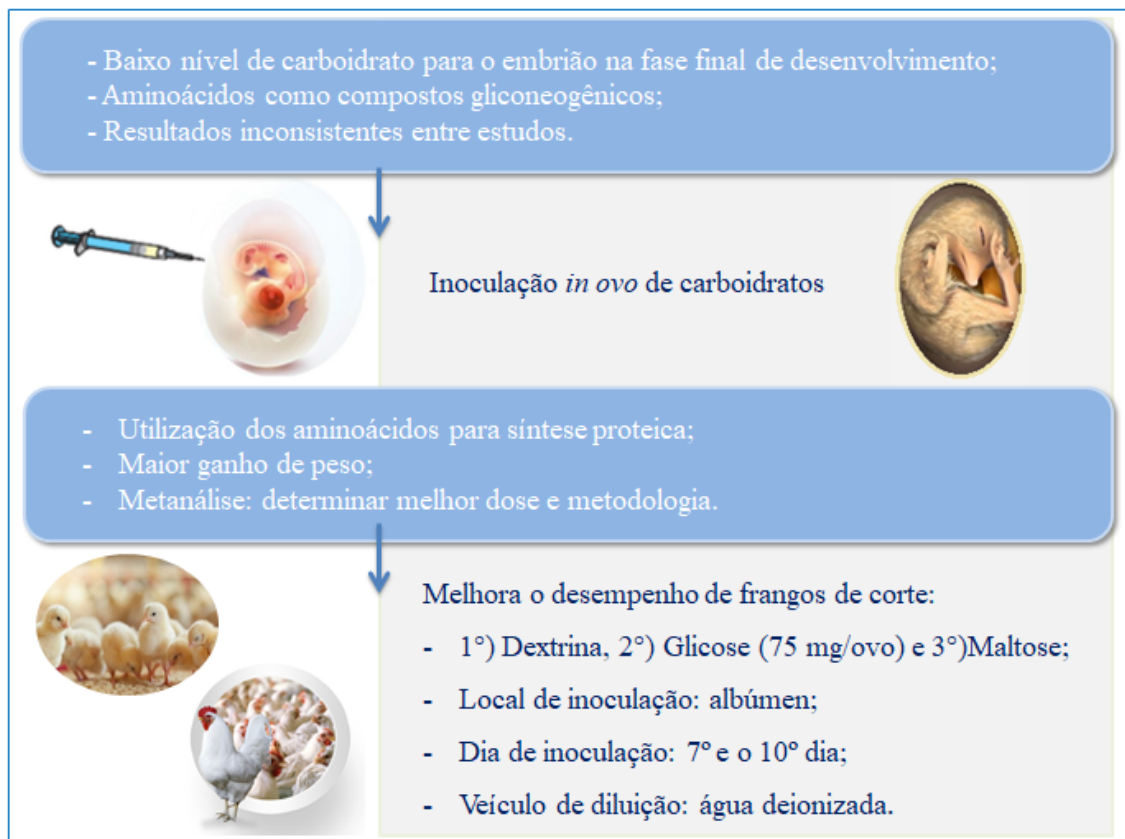 - Baixo nível de carboidrato para o embrião na fase final de desenvolvimento;
- Aminoácidos como compostos gliconeogênicos;
- Resultados inconsistentes entre estudos.
Inoculação in ovo de carboidratos
- Utilização dos aminoácidos para síntese proteica;
- Maior ganho de peso;
- Metanálise: determinar melhor dose e metodologia.
Melhora o desempenho de frangos de corte:
- 1°) Dextrina, 2°) Glicose (75 mg/ovo) e 3°)Maltose;
- Local de inoculação: albúmen;
- Dia de inoculação: 7º e o 10º dia;
- Veículo de diluição: água deionizada.